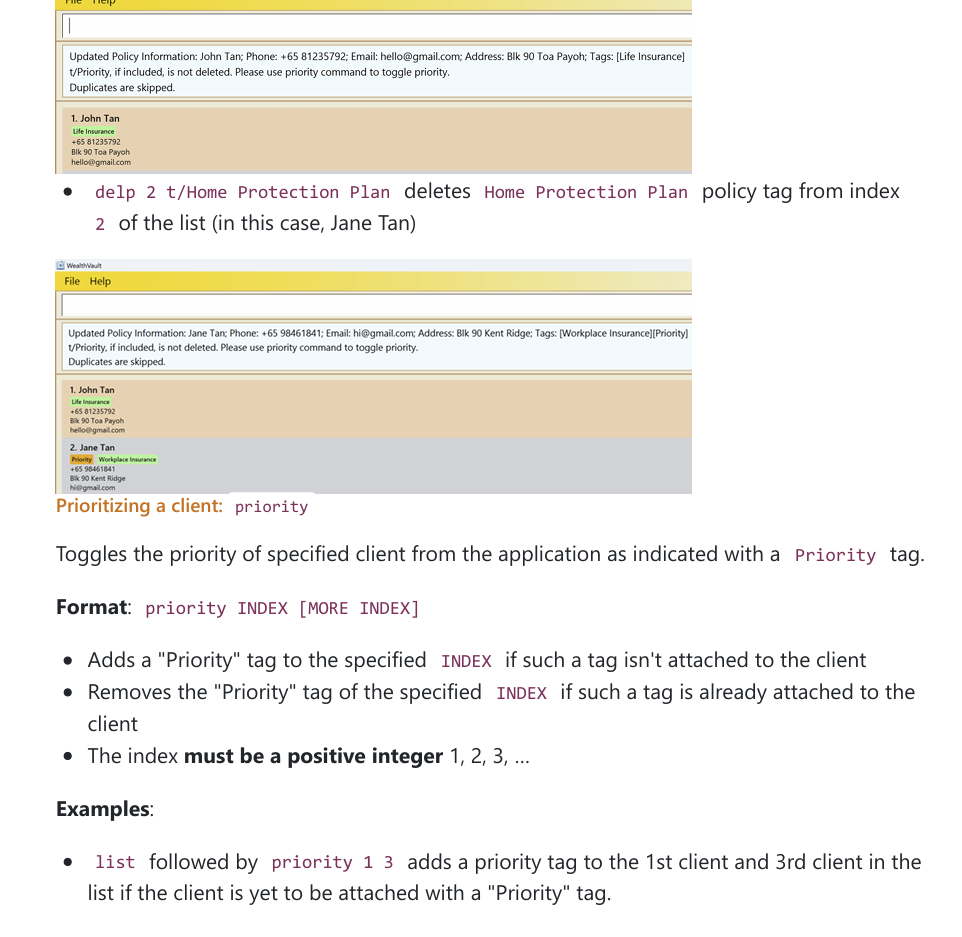 File Help
Updated Policy Information: John Tan; Phone: +65 81235792; Email: hello@gmail.com; Address: Blk 90 Toa Payoh; Tags: [Life Insurance]
t/Priority, if included, is not deleted. Please use priority command to toggle priority.
Duplicates are skipped.
1. John Tan
Life Insurance
+65 81235792
Blk 90 Toa Payoh
hello@gmail.com
• delp 2 t/Home Protection Plan deletes Home Protection Plan policy tag from index
2 of the list (in this case, Jane Tan)
WealthVault
File Help
Updated Policy Information: Jane Tan; Phone: +65 98461841; Email: hi@gmail.com; Address: Blk 90 Kent Ridge; Tags: [Workplace Insurance][Priority]
t/Priority, if included, is not deleted. Please use priority command to toggle priority.
Duplicates are skipped.
1. John Tan
Life Insurance
+65 81235792
Blk 90 Toa Payoh
hello@gmail.com
2. Jane Tan
Priority Workplace Insurance
+65 98461841
Blk 90 Kent Ridge
hi@gmail.com
Prioritizing a client: priority
Toggles the priority of specified client from the application as indicated with a Priority tag.
Format: priority INDEX [MORE INDEX]
• Adds a "Priority" tag to the specified INDEX if such a tag isn't attached to the client
• Removes the "Priority" tag of the specified INDEX if such a tag is already attached to the
client
• The index must be a positive integer 1, 2, 3, …
Examples:
• list followed by priority 1 3 adds a priority tag to the 1st client and 3rd client in the
list if the client is yet to be attached with a "Priority" tag.